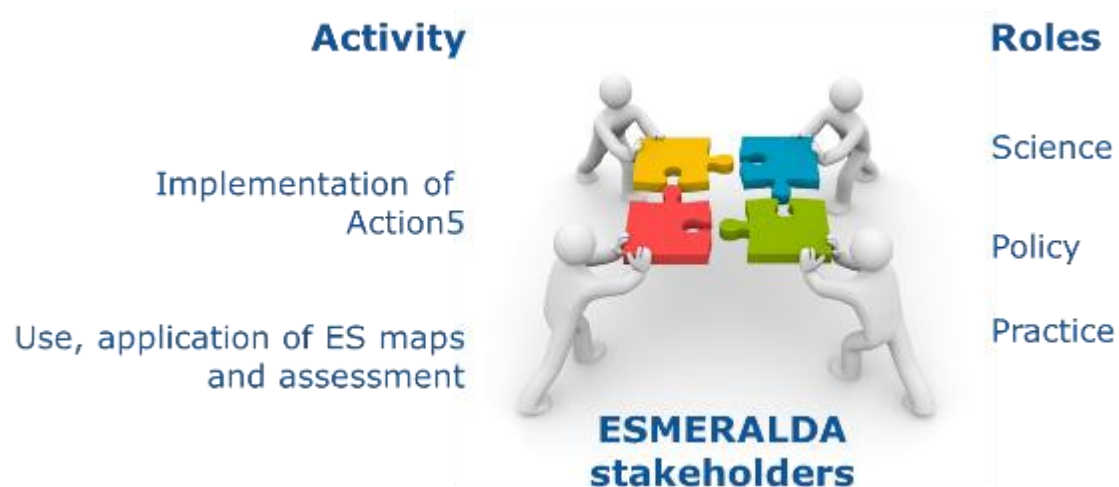 Activity
Implementation of
Action5
Use, application of ES maps
and assessment
Roles
Science
Policy
Practice
ESMERALDA
stakeholders